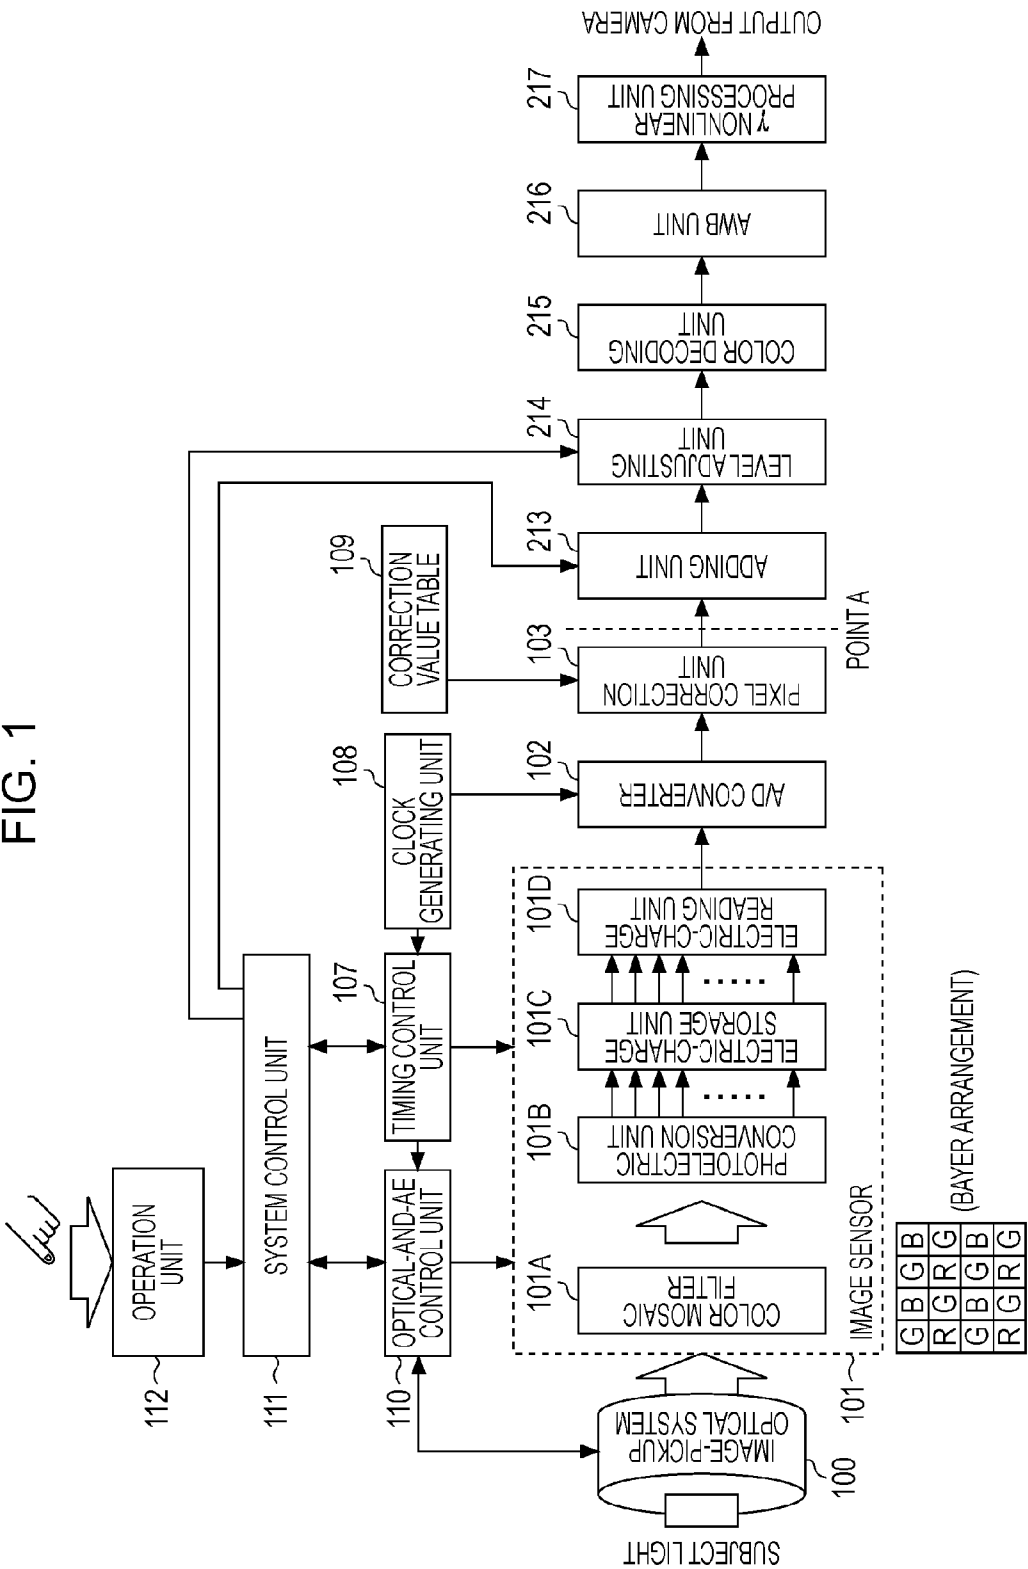 FIG. 1
OPERATION
UNIT
112
SYSTEM CONTROL UNIT
111
OPTICAL-AND-AE
CONTROL UNIT
110
TIMING CONTROL
UNIT
107
CLOCK
GENERATING UNIT
108
CORRECTION
VALUE TABLE
109
SUBJECT LIGHT
IMAGE-PICKUP
OPTICAL SYSTEM
100
COLOR MOSAIC
FILTER
101A
PHOTOELECTRIC
CONVERSION UNIT
101B
ELECTRIC-CHARGE
STORAGE UNIT
101C
ELECTRIC-CHARGE
READING UNIT
101D
IMAGE SENSOR
101
A/D CONVERTER
102
PIXEL CORRECTION
UNIT
103
POINT A
ADDING UNIT
213
LEVEL ADJUSTING
UNIT
214
COLOR DECODING
UNIT
215
AWB UNIT
216
γ NONLINEAR
PROCESSING UNIT
217
OUTPUT FROM CAMERA
G B G B
R G R G
G B G B
R G R G
(BAYER ARRANGEMENT)